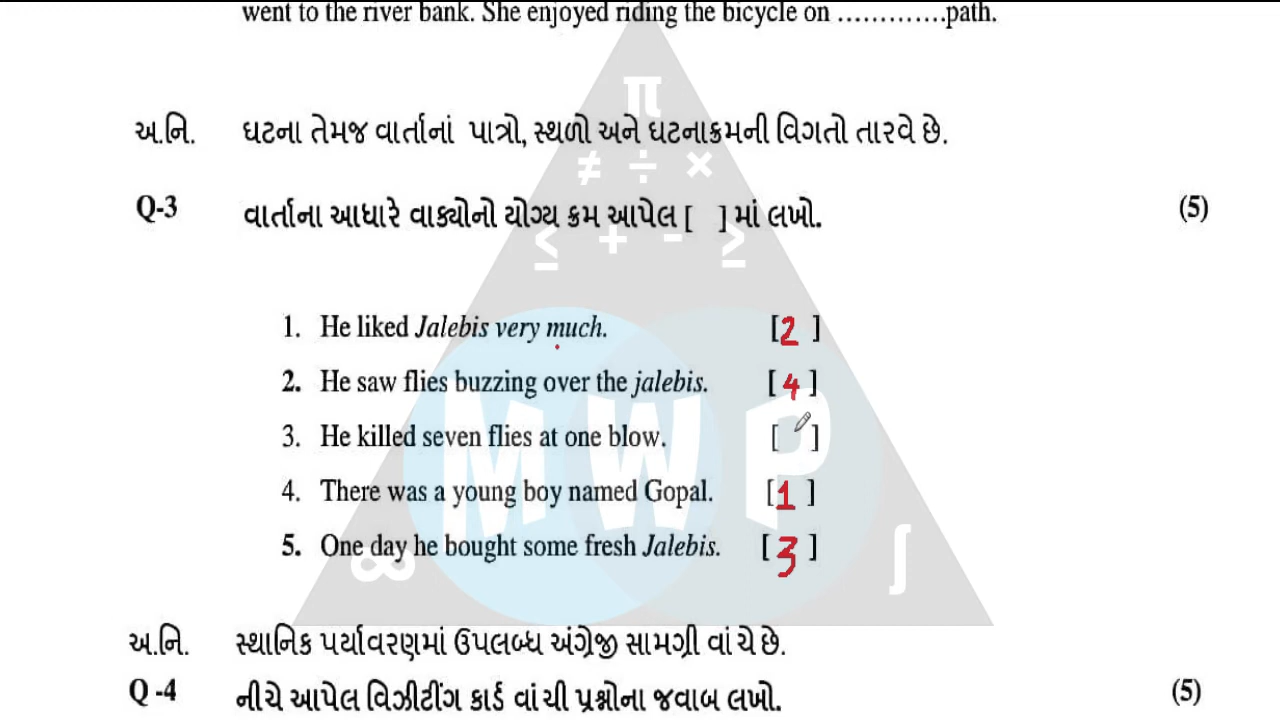 went to the river bank. She enjoyed riding the bicycle on .............path.
અ.નિ. ઘટના તેમજ વાર્તાનાં પાત્રો, સ્થળો અને ઘટનાક્રમની વિગતો તારવે છે.
Q-3 વાર્તાના આધારે વાક્યોનો યોગ્ય ક્રમ આપેલ [ ] માં લખો. (5)
1. He liked Jalebis very much. [2 ]
2. He saw flies buzzing over the jalebis. [ 4 ]
3. He killed seven flies at one blow. [ ]
4. There was a young boy named Gopal. [1 ]
5. One day he bought some fresh Jalebis. [ 3 ]
અ.નિ. સ્થાનિક પર્યાવરણમાં ઉપલબ્ધ અંગ્રેજી સામગ્રી વાંચે છે.
Q -4 નીચે આપેલ વિઝીટીંગ કાર્ડ વાંચી પ્રશ્નોના જવાબ લખો. (5)
π
≠ ÷ ×
≤ + - ≥
MWP
∞ ∫